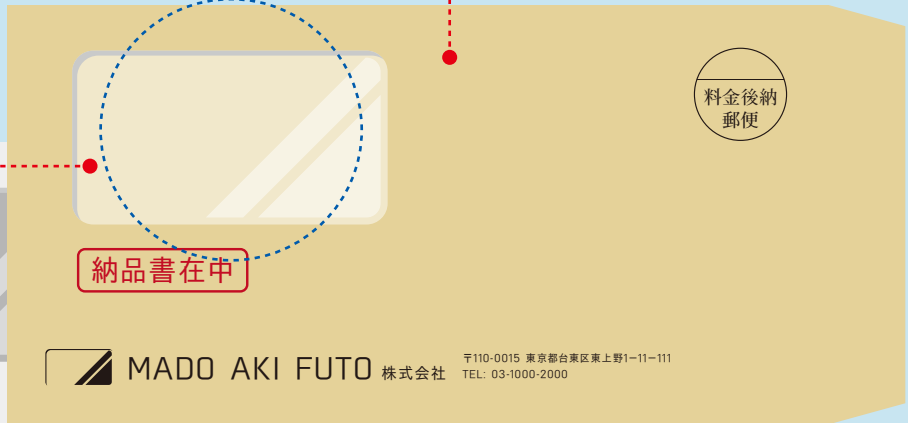 料金後納
郵便
納品書在中
MADO AKI FUTO 株式会社
〒110-0015 東京都台東区東上野1−11−111
TEL: 03-1000-2000